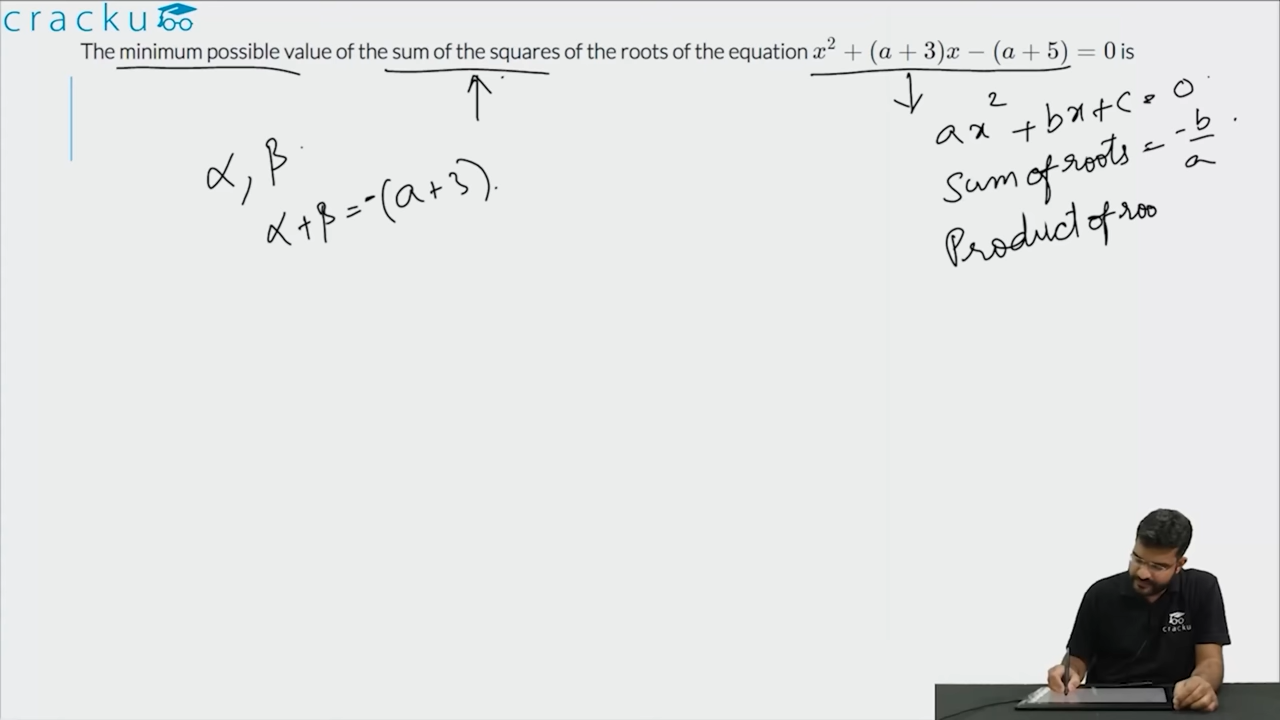 cracku
The minimum possible value of the sum of the squares of the roots of the equation x² + (a + 3)x − (a + 5) = 0 is
ax² + bx + c = 0
Sum of roots = -b/a
Product of roo
α, β
α + β = -(a + 3).
cracku